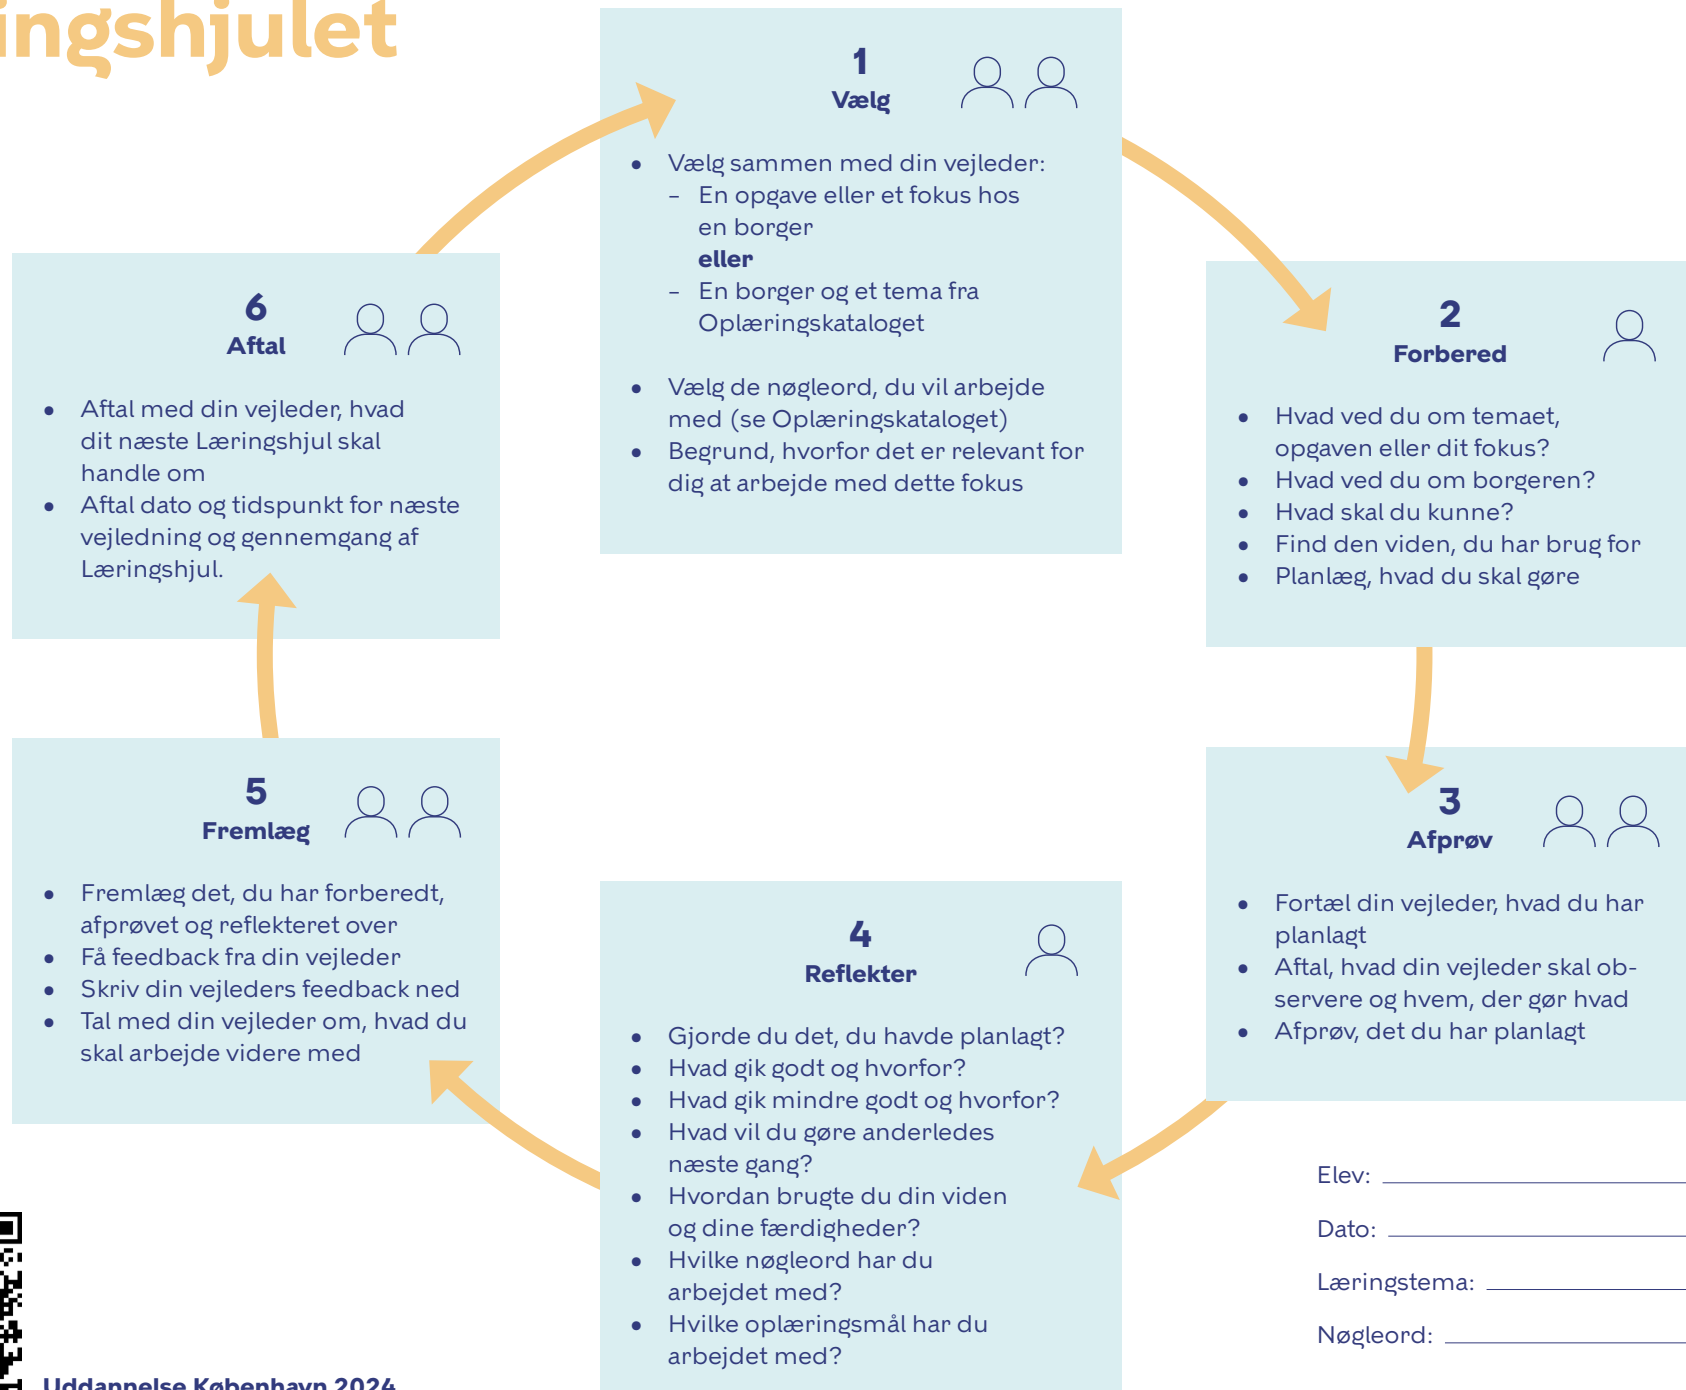 ingshjulet
1
Vælg
• Vælg sammen med din vejleder:
– En opgave eller et fokus hos
en borger
eller
– En borger og et tema fra
Oplæringskataloget
• Vælg de nøgleord, du vil arbejde
med (se Oplæringskataloget)
• Begrund, hvorfor det er relevant for
dig at arbejde med dette fokus
2
Forbered
• Hvad ved du om temaet,
opgaven eller dit fokus?
• Hvad ved du om borgeren?
• Hvad skal du kunne?
• Find den viden, du har brug for
• Planlæg, hvad du skal gøre
3
Afprøv
• Fortæl din vejleder, hvad du har
planlagt
• Aftal, hvad din vejleder skal ob-
servere og hvem, der gør hvad
• Afprøv, det du har planlagt
4
Reflekter
• Gjorde du det, du havde planlagt?
• Hvad gik godt og hvorfor?
• Hvad gik mindre godt og hvorfor?
• Hvad vil du gøre anderledes
næste gang?
• Hvordan brugte du din viden
og dine færdigheder?
• Hvilke nøgleord har du
arbejdet med?
• Hvilke oplæringsmål har du
arbejdet med?
5
Fremlæg
• Fremlæg det, du har forberedt,
afprøvet og reflekteret over
• Få feedback fra din vejleder
• Skriv din vejleders feedback ned
• Tal med din vejleder om, hvad du
skal arbejde videre med
6
Aftal
• Aftal med din vejleder, hvad
dit næste Læringshjul skal
handle om
• Aftal dato og tidspunkt for næste
vejledning og gennemgang af
Læringshjul.
Elev:
Dato:
Læringstema:
Nøgleord:
Uddannelse København 2024